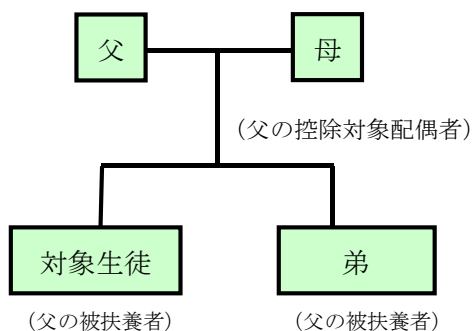 父
母
（父の控除対象配偶者）
対象生徒
弟
（父の被扶養者）
（父の被扶養者）